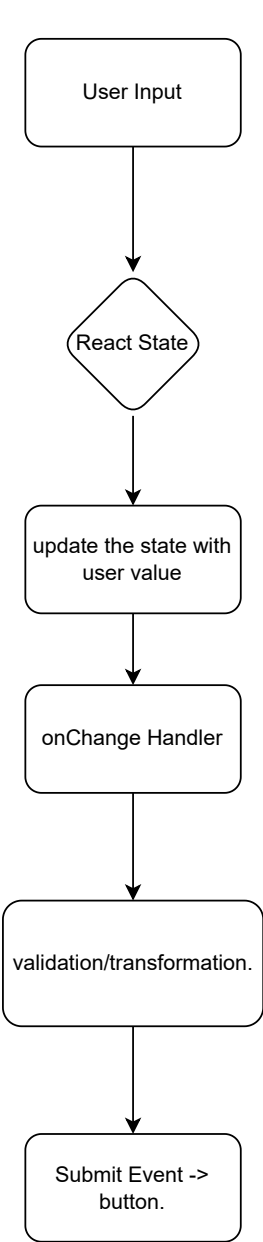 User Input
React State
update the state with
user value
onChange Handler
validation/transformation.
Submit Event ->
button.